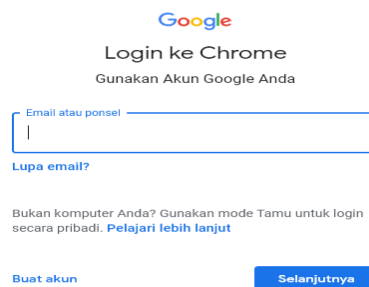 Google
Login ke Chrome
Gunakan Akun Google Anda
Email atau ponsel
Lupa email?
Bukan komputer Anda? Gunakan mode Tamu untuk login
secara pribadi. Pelajari lebih lanjut
Buat akun
Selanjutnya